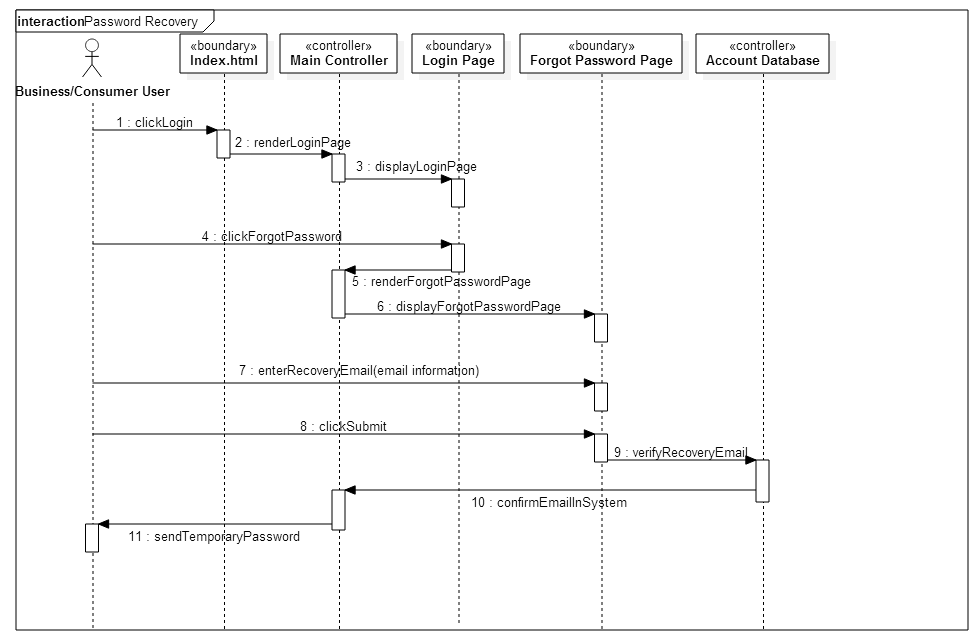 interactionPassword Recovery
«boundary»
Index.html
«controller»
Main Controller
«boundary»
Login Page
«boundary»
Forgot Password Page
«controller»
Account Database
Business/Consumer User
1 : clickLogin
2 : renderLoginPage
3 : displayLoginPage
4 : clickForgotPassword
5 : renderForgotPasswordPage
6 : displayForgotPasswordPage
7 : enterRecoveryEmail(email information)
8 : clickSubmit
9 : verifyRecoveryEmail
10 : confirmEmailInSystem
11 : sendTemporaryPassword